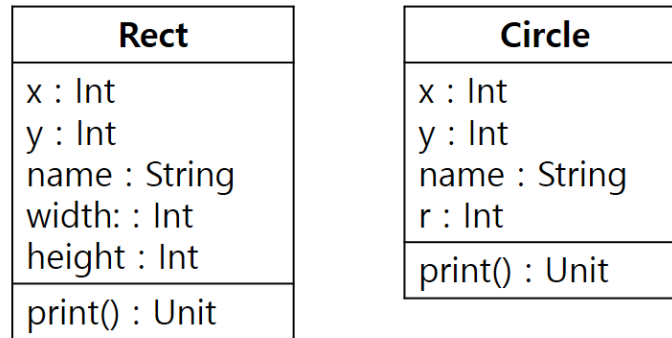 Rect
x : Int
y : Int
name : String
width: : Int
height : Int
print() : Unit
Circle
x : Int
y : Int
name : String
r : Int
print() : Unit